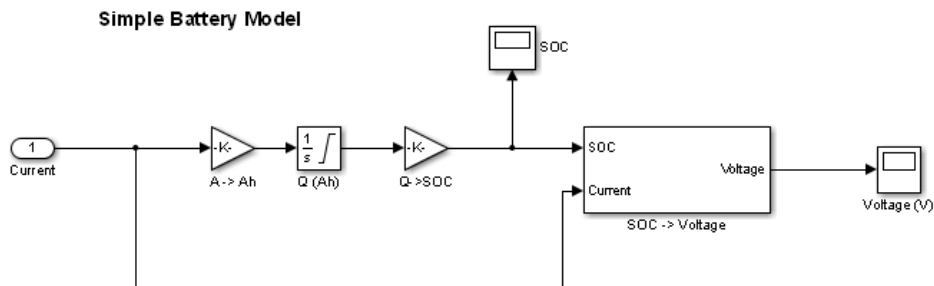 Simple Battery Model
SOC
1
Current
-K-
A -> Ah
1
s
Q (Ah)
-K-
Q ->SOC
SOC
Current
Voltage
SOC -> Voltage
Voltage (V)